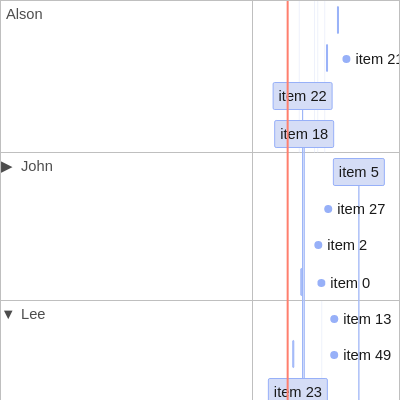 Alson
item 21
item 22
item 18
▶ John
item 5
item 27
item 2
item 0
▼ Lee
item 13
item 49
item 23